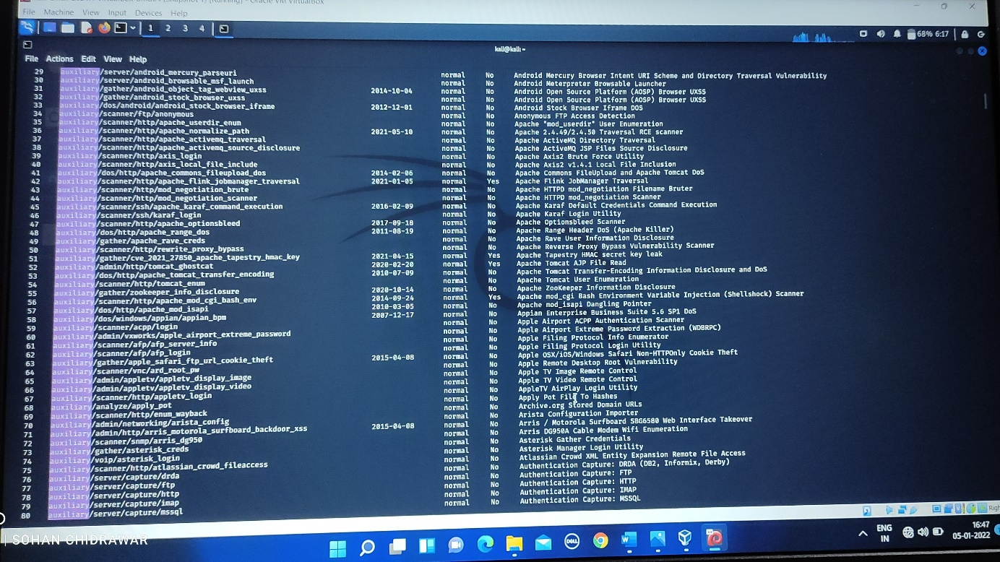 File Machine View Input Devices Help
1 2 3 4
68% 6:17
kali@kali: ~
File Actions Edit View Help
29 auxiliary/server/android_mercury_parseuri normal No Android Mercury Browser Intent URI Scheme and Directory Traversal Vulnerability
30 auxiliary/server/android_browsable_msf_launch normal No Android Meterpreter Browsable Launcher
31 auxiliary/gather/android_object_tag_webview_uxss 2014-10-04 normal No Android Open Source Platform (AOSP) Browser UXSS
32 auxiliary/gather/android_stock_browser_uxss normal No Android Open Source Platform (AOSP) Browser UXSS
33 auxiliary/dos/android/android_stock_browser_iframe 2012-12-01 normal No Android Stock Browser Iframe DOS
34 auxiliary/scanner/ftp/anonymous normal No Anonymous FTP Access Detection
35 auxiliary/scanner/http/apache_userdir_enum normal No Apache "mod_userdir" User Enumeration
36 auxiliary/scanner/http/apache_normalize_path 2021-05-10 normal No Apache 2.4.49/2.4.50 Traversal RCE scanner
37 auxiliary/scanner/http/apache_activemq_traversal normal No Apache ActiveMQ Directory Traversal
38 auxiliary/scanner/http/apache_activemq_source_disclosure normal No Apache ActiveMQ JSP Files Source Disclosure
39 auxiliary/scanner/http/axis_login normal No Apache Axis2 Brute Force Utility
40 auxiliary/scanner/http/axis_local_file_include normal No Apache Axis2 v1.4.1 Local File Inclusion
41 auxiliary/dos/http/apache_commons_fileupload_dos 2014-02-06 normal No Apache Commons FileUpload and Apache Tomcat DoS
42 auxiliary/scanner/http/apache_flink_jobmanager_traversal 2021-01-05 normal Yes Apache Flink JobManager Traversal
43 auxiliary/scanner/http/mod_negotiation_brute normal No Apache HTTPD mod_negotiation Filename Bruter
44 auxiliary/scanner/http/mod_negotiation_scanner normal No Apache HTTPD mod_negotiation Scanner
45 auxiliary/scanner/ssh/apache_karaf_command_execution 2016-02-09 normal No Apache Karaf Default Credentials Command Execution
46 auxiliary/scanner/ssh/karaf_login normal No Apache Karaf Login Utility
47 auxiliary/scanner/http/apache_optionsbleed 2017-09-18 normal No Apache Optionsbleed Scanner
48 auxiliary/dos/http/apache_range_dos 2011-08-19 normal No Apache Range Header DoS (Apache Killer)
49 auxiliary/gather/apache_rave_creds normal No Apache Rave User Information Disclosure
50 auxiliary/scanner/http/rewrite_proxy_bypass normal No Apache Reverse Proxy Bypass Vulnerability Scanner
51 auxiliary/gather/cve_2021_27850_apache_tapestry_hmac_key 2021-04-15 normal Yes Apache Tapestry HMAC secret key leak
52 auxiliary/admin/http/tomcat_ghostcat 2020-02-20 normal Yes Apache Tomcat AJP File Read
53 auxiliary/dos/http/apache_tomcat_transfer_encoding 2010-07-09 normal No Apache Tomcat Transfer-Encoding Information Disclosure and DoS
54 auxiliary/scanner/http/tomcat_enum normal No Apache Tomcat User Enumeration
55 auxiliary/gather/zookeeper_info_disclosure 2020-10-14 normal No Apache ZooKeeper Information Disclosure
56 auxiliary/scanner/http/apache_mod_cgi_bash_env 2014-09-24 normal Yes Apache mod_cgi Bash Environment Variable Injection (Shellshock) Scanner
57 auxiliary/dos/http/apache_mod_isapi 2010-03-05 normal No Apache mod_isapi Dangling Pointer
58 auxiliary/dos/windows/appian/appian_bpm 2007-12-17 normal No Appian Enterprise Business Suite 5.6 SP1 DoS
59 auxiliary/scanner/acpp/login normal No Apple Airport ACPP Authentication Scanner
60 auxiliary/admin/vxworks/apple_airport_extreme_password normal No Apple Airport Extreme Password Extraction (WDBRPC)
61 auxiliary/scanner/afp/afp_server_info normal No Apple Filing Protocol Info Enumerator
62 auxiliary/scanner/afp/afp_login normal No Apple Filing Protocol Login Utility
63 auxiliary/gather/apple_safari_ftp_url_cookie_theft 2015-04-08 normal No Apple OSX/iOS/Windows Safari Non-HTTPOnly Cookie Theft
64 auxiliary/scanner/vnc/ard_root_pw normal No Apple Remote Desktop Root Vulnerability
65 auxiliary/admin/appletv/appletv_display_image normal No Apple TV Image Remote Control
66 auxiliary/admin/appletv/appletv_display_video normal No Apple TV Video Remote Control
67 auxiliary/scanner/http/appletv_login normal No AppleTV AirPlay Login Utility
68 auxiliary/analyze/apply_pot normal No Apply Pot File To Hashes
69 auxiliary/scanner/http/enum_wayback normal No Archive.org Stored Domain URLs
70 auxiliary/admin/networking/arista_config normal No Arista Configuration Importer
71 auxiliary/admin/http/arris_motorola_surfboard_backdoor_xss 2015-04-08 normal No Arris / Motorola Surfboard SBG6580 Web Interface Takeover
72 auxiliary/scanner/snmp/arris_dg950 normal No Arris DG950A Cable Modem Wifi Enumeration
73 auxiliary/gather/asterisk_creds normal No Asterisk Gather Credentials
74 auxiliary/voip/asterisk_login normal No Asterisk Manager Login Utility
75 auxiliary/scanner/http/atlassian_crowd_fileaccess normal No Atlassian Crowd XML Entity Expansion Remote File Access
76 auxiliary/server/capture/drda normal No Authentication Capture: DRDA (DB2, Informix, Derby)
77 auxiliary/server/capture/ftp normal No Authentication Capture: FTP
78 auxiliary/server/capture/http normal No Authentication Capture: HTTP
79 auxiliary/server/capture/imap normal No Authentication Capture: IMAP
80 auxiliary/server/capture/mssql normal No Authentication Capture: MSSQL
SOHAN CHIDRAWAR
DELL
ENG
IN
16:47
05-01-2022